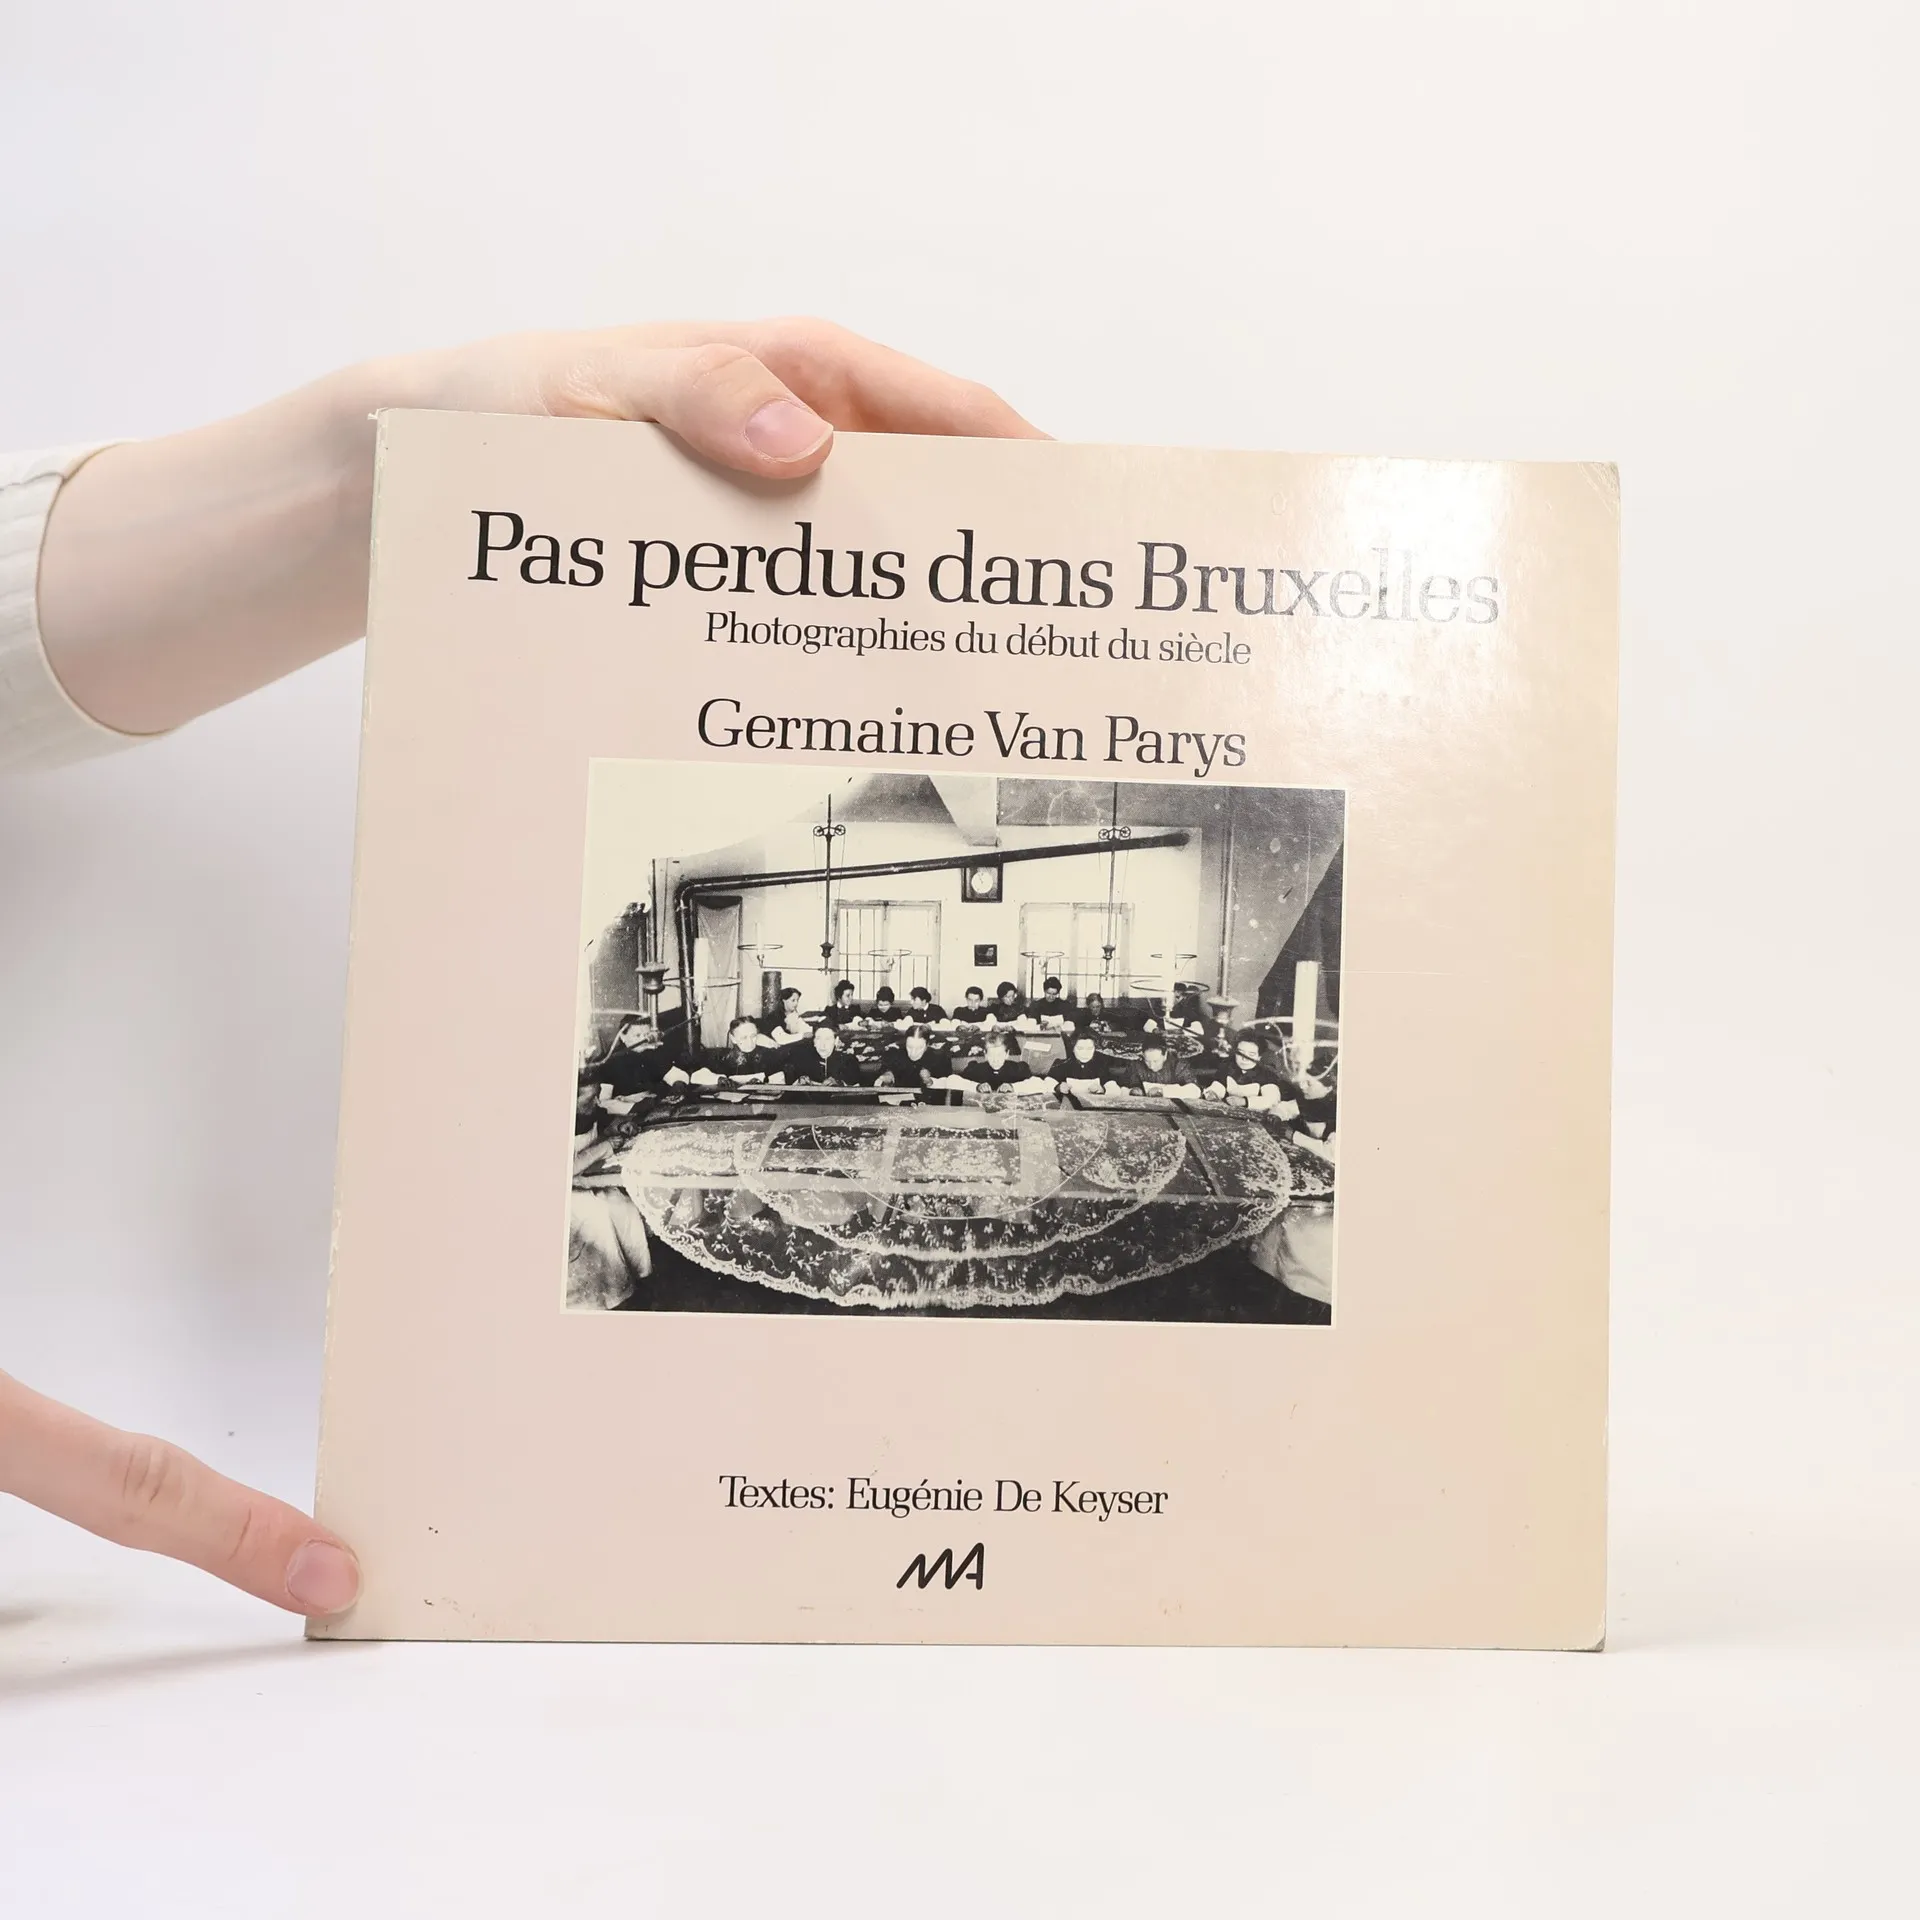 Pas perdus dans Bruxelles
Photographies du début du siècle
Germaine Van Parys
Textes: Eugénie De Keyser
MA